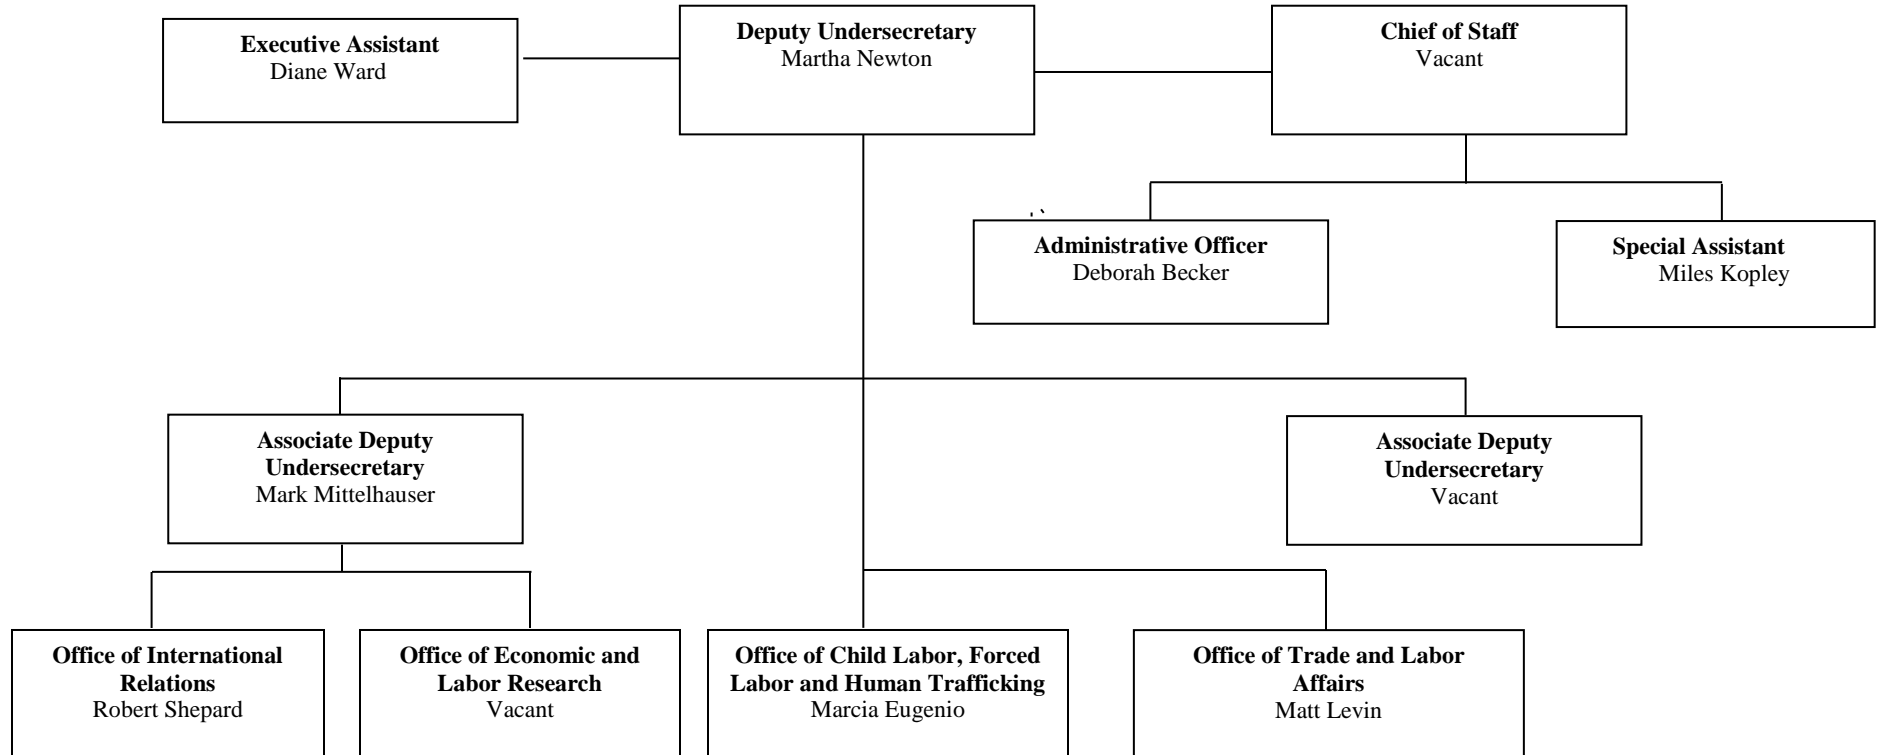 Executive Assistant
Diane Ward
Deputy Undersecretary
Martha Newton
Chief of Staff
Vacant
Administrative Officer
Deborah Becker
Special Assistant
Miles Kopley
Associate Deputy
Undersecretary
Mark Mittelhauser
Associate Deputy
Undersecretary
Vacant
Office of International
Relations
Robert Shepard
Office of Economic and
Labor Research
Vacant
Office of Child Labor, Forced
Labor and Human Trafficking
Marcia Eugenio
Office of Trade and Labor
Affairs
Matt Levin